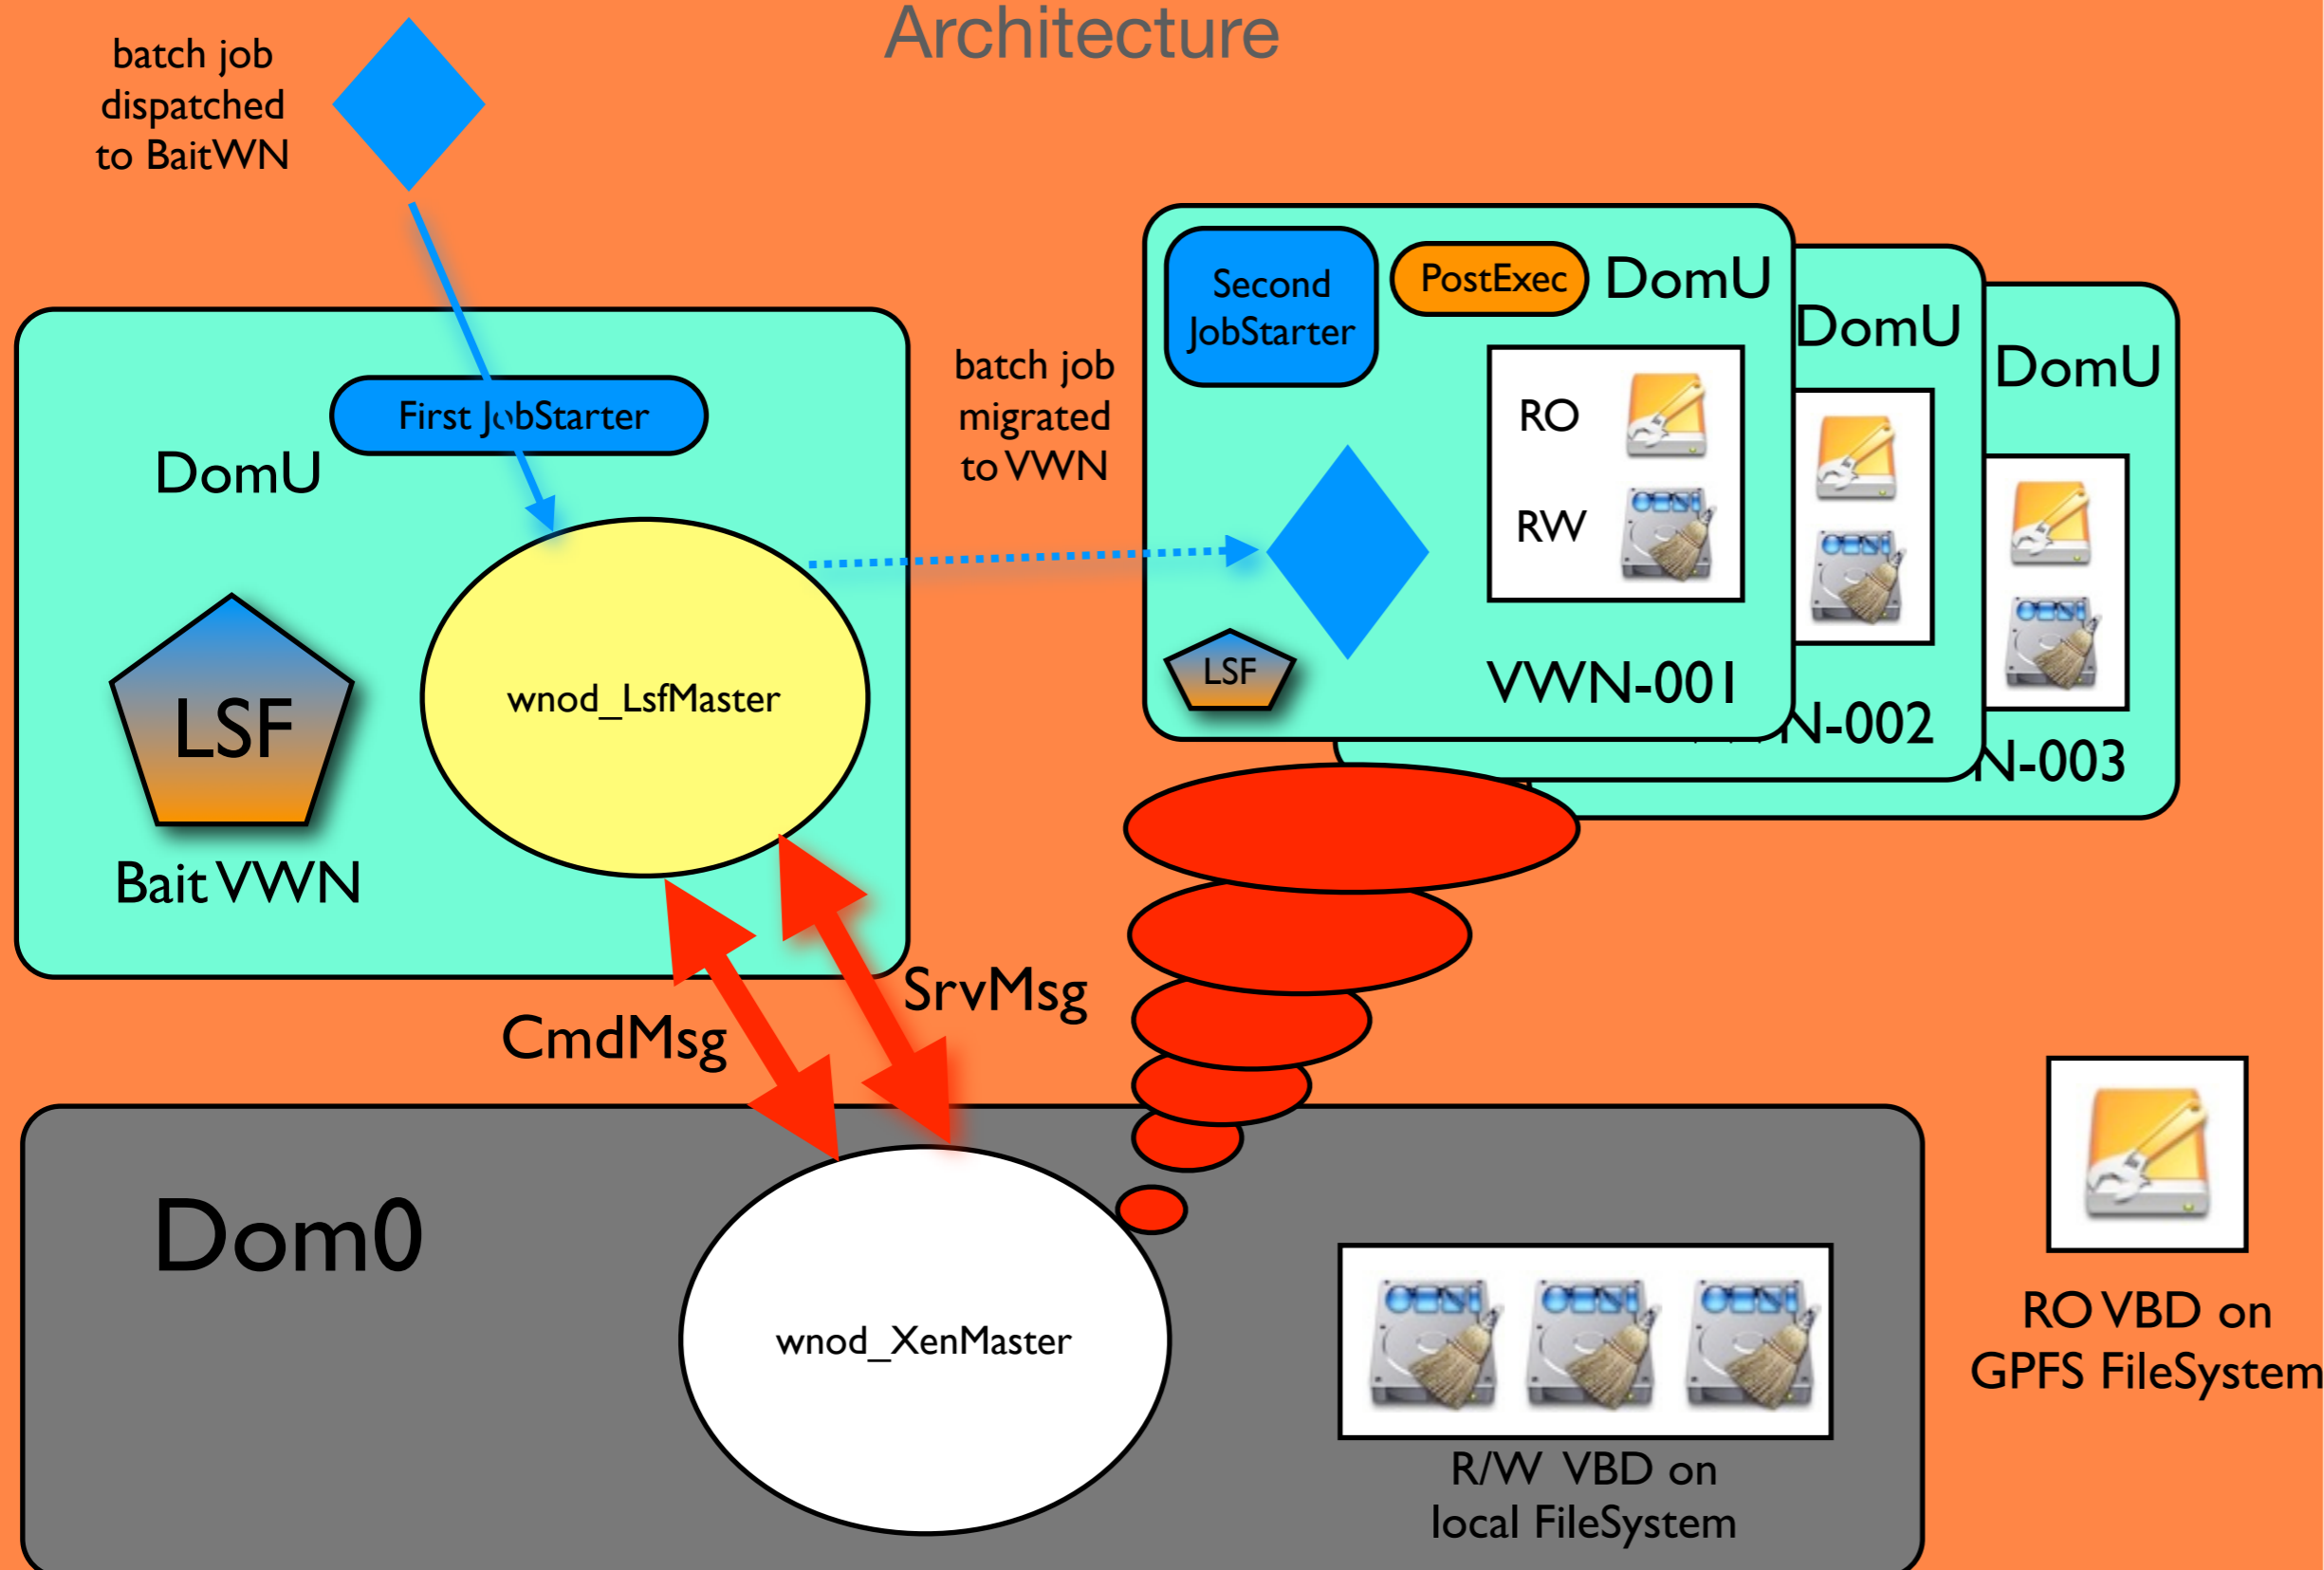 Architecture
batch job
dispatched
to BaitWN
First JobStarter
DomU
wnod_LsfMaster
LSF
Bait VWN
batch job
migrated
to VWN
Second
JobStarter
PostExec
DomU
RO
RW
LSF
VWN-001
DomU
N-002
DomU
N-003
CmdMsg
SrvMsg
Dom0
wnod_XenMaster
R/W VBD on
local FileSystem
RO VBD on
GPFS FileSystem